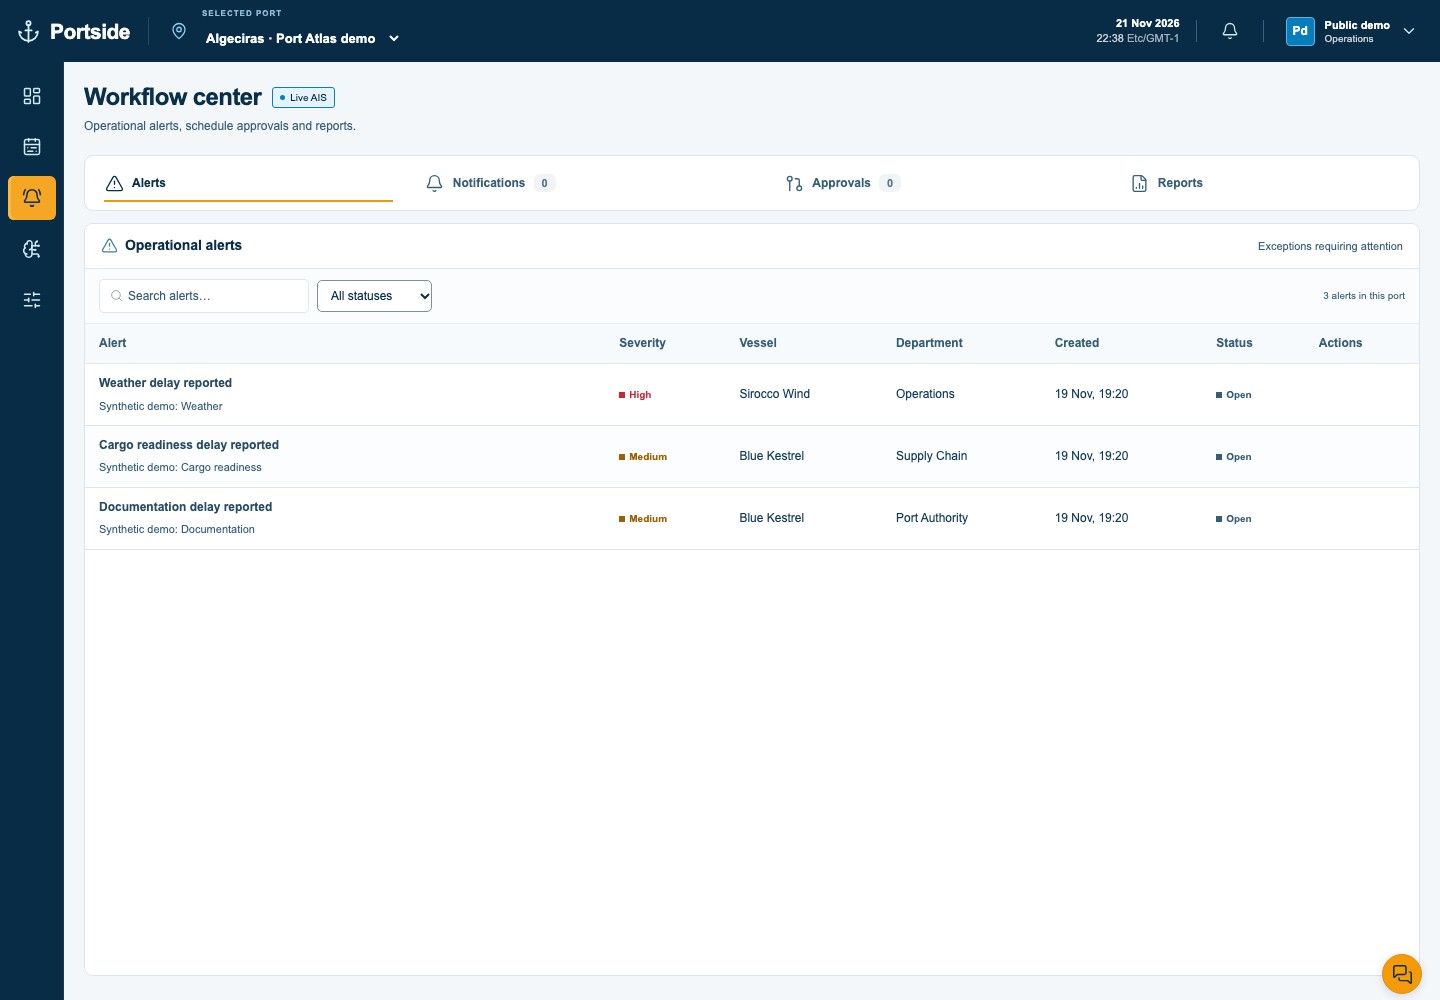 Portside
SELECTED PORT
Algeciras · Port Atlas demo
21 Nov 2026
22:38 Etc/GMT-1
Pd
Public demo
Operations
Workflow center
Live AIS
Operational alerts, schedule approvals and reports.
Alerts
Notifications 0
Approvals 0
Reports
Operational alerts
Exceptions requiring attention
Search alerts...
All statuses
3 alerts in this port
Alert Severity Vessel Department Created Status Actions
Weather delay reported
Synthetic demo: Weather
High Sirocco Wind Operations 19 Nov, 19:20 Open
Cargo readiness delay reported
Synthetic demo: Cargo readiness
Medium Blue Kestrel Supply Chain 19 Nov, 19:20 Open
Documentation delay reported
Synthetic demo: Documentation
Medium Blue Kestrel Port Authority 19 Nov, 19:20 Open